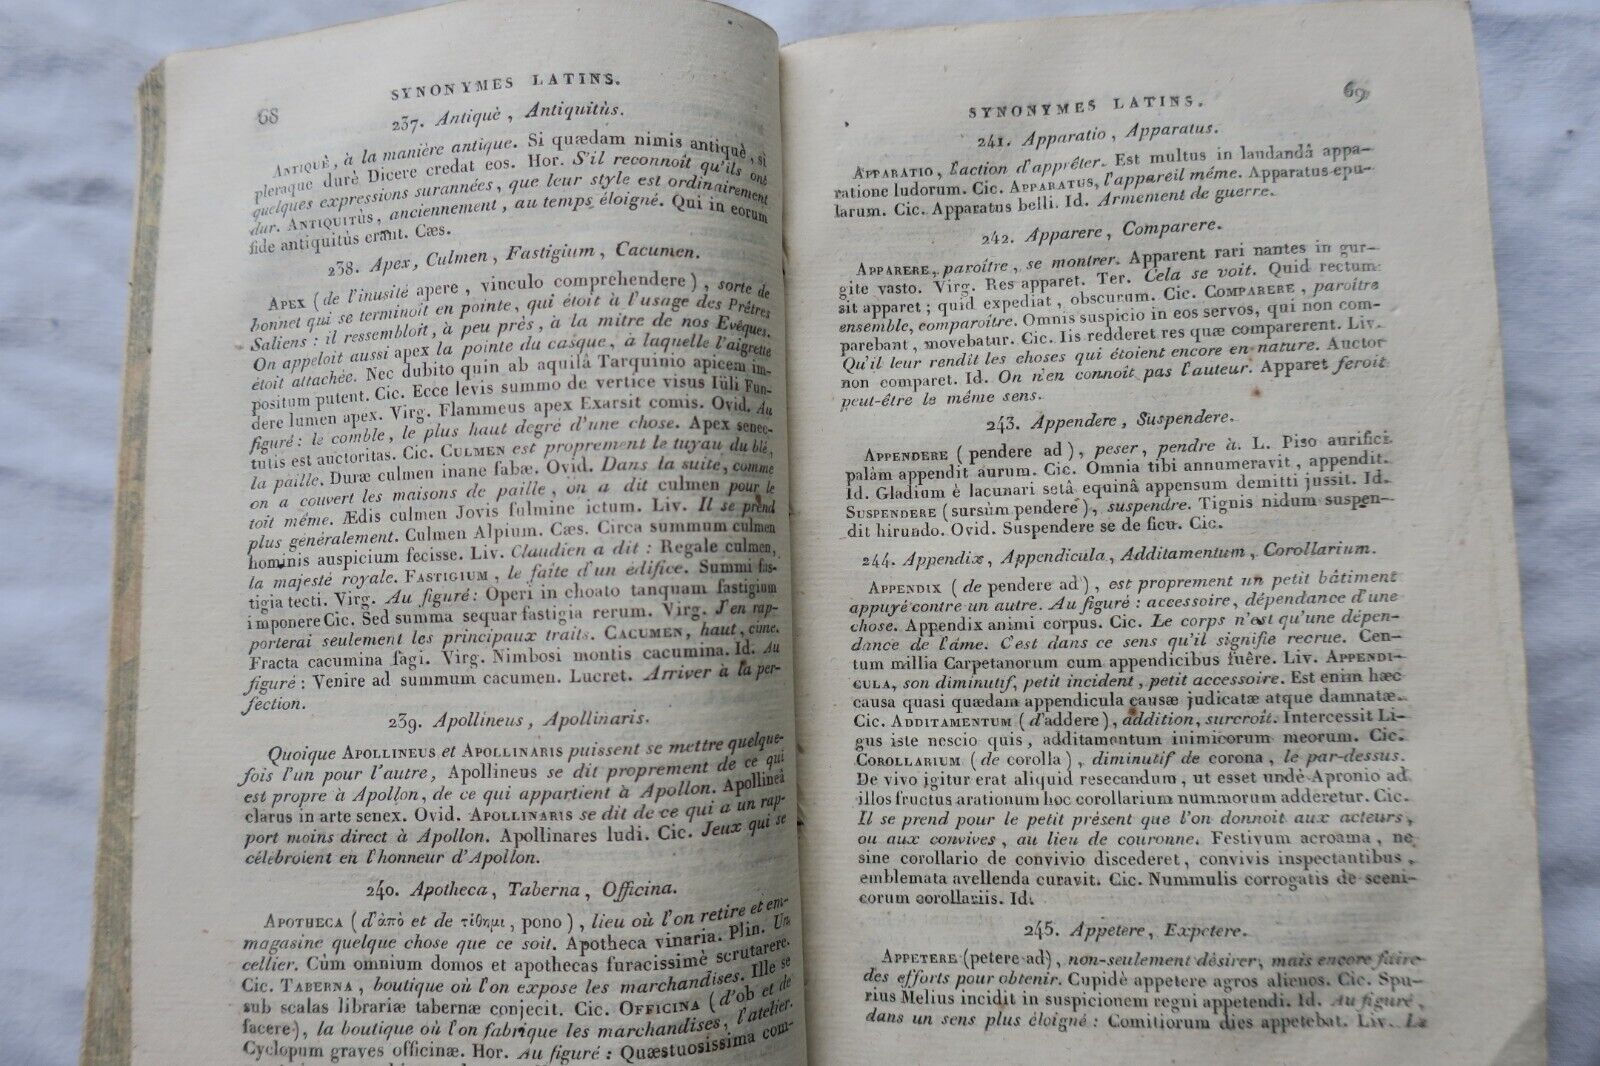 68
SYNONYMES LATINS.
237. Antiquè, Antiquitùs.
ANTIQUÈ, à la manière antique. Si quædam nimis antiquè, si
pleraque durè Dicere credat eos. Hor. S'il reconnoît qu'ils ont
quelques expressions surannées, que leur style est ordinairement
dur. ANTIQUITÙS, anciennement, au temps éloigné. Qui in eorum
fide antiquitùs erant. Cæs.
238. Apex, Culmen, Fastigium, Cacumen.
APEX (de l'inusité apere, vinculo comprehendere), sorte de
bonnet qui se terminoit en pointe, qui étoit à l'usage des Prêtres
Saliens : il ressembloit, à peu près, à la mitre de nos Evêques.
On appeloit aussi apex la pointe du casque, à laquelle l'aigrette
étoit attachée. Nec dubito quin ab aquilâ Tarquinio apicem im-
positum putent. Cic. Ecce levis summo de vertice visus Iüli Fun-
dere lumen apex. Virg. Flammeus apex Exarsit comis. Ovid. Au
figuré : le comble, le plus haut degré d'une chose. Apex senec-
tutis est auctoritas. Cic. CULMEN est proprement le tuyau du blé,
la paille. Duræ culmen inane fabæ. Ovid. Dans la suite, comme
on a couvert les maisons de paille, on a dit culmen pour le
toit même. Ædis culmen Jovis fulmine ictum. Liv. Il se prend
plus généralement. Culmen Alpium. Cæs. Circa summum culmen
hominis auspicium fecisse. Liv. Claudien a dit : Regale culmen,
la majesté royale. FASTIGIUM, le faîte d'un édifice. Summi fas-
tigia tecti. Virg. Au figuré : Operi in choato tanquam fastigium
imponere Cic. Sed summa sequar fastigia rerum. Virg. J'en rap-
porterai seulement les principaux traits. CACUMEN, haut, cime.
Fracta cacumina fagi. Virg. Nimbosi montis cacumina. Id. Au
figuré : Venire ad summum cacumen. Lucret. Arriver à la per-
fection.
239. Apollineus, Apollinaris.
Quoique APOLLINEUS et APOLLINARIS puissent se mettre quelque-
fois l'un pour l'autre, Apollineus se dit proprement de ce qui
est propre à Apollon, de ce qui appartient à Apollon. Apollineâ
clarus in arte senex. Ovid. APOLLINARIS se dit de ce qui a un rap-
port moins direct à Apollon. Apollinares ludi. Cic. Jeux qui se
célébroient en l'honneur d'Apollon.
240. Apotheca, Taberna, Officina.
APOTHECA (d'ἀπὸ et de τίθημι, pono), lieu où l'on retire et em-
magasine quelque chose que ce soit. Apotheca vinaria. Plin. Un
cellier. Cùm omnium domos et apothecas furacissimè scrutarere.
Cic. TABERNA, boutique où l'on expose les marchandises. Ille se
sub scalas librariæ tabernæ conjecit. Cic. OFFICINA (d'ob et de
facere), la boutique où l'on fabrique les marchandises, l'atelier.
Cyclopum graves officinæ. Hor. Au figuré : Quæstuosissima com-
69
SYNONYMES LATINS.
241. Apparatio, Apparatus.
APPARATIO, l'action d'apprêter. Est multus in laudandâ appa-
ratione ludorum. Cic. APPARATUS, l'appareil même. Apparatus epu-
larum. Cic. Apparatus belli. Id. Armement de guerre.
242. Apparere, Comparere.
APPARERE, paroître, se montrer. Apparent rari nantes in gur-
gite vasto. Virg. Res apparet. Ter. Cela se voit. Quid rectum
sit apparet ; quid expediat, obscurum. Cic. COMPARERE, paroître
ensemble, comparoître. Omnis suspicio in eos servos, qui non com-
parebant, movebatur. Cic. Iis redderet res quæ comparerent. Liv.
Qu'il leur rendit les choses qui étoient encore en nature. Auctor
non comparet. Id. On n'en connoît pas l'auteur. Apparet feroit
peut-être le même sens.
243. Appendere, Suspendere.
APPENDERE (pendere ad), peser, pendre à. L. Piso aurifici
palàm appendit aurum. Cic. Omnia tibi annumeravit, appendit.
Id. Gladium è lacunari setâ equinâ appensum demitti jussit. Id.
SUSPENDERE (sursùm pendere), suspendre. Tignis nidum suspen-
dit hirundo. Ovid. Suspendere se de ficu. Cic.
244. Appendix, Appendicula, Additamentum, Corollarium.
APPENDIX (de pendere ad), est proprement un petit bâtiment
appuyé contre un autre. Au figuré : accessoire, dépendance d'une
chose. Appendix animi corpus. Cic. Le corps n'est qu'une dépen-
dance de l'âme. C'est dans ce sens qu'il signifie recrue. Cen-
tum millia Carpetanorum cum appendicibus fuêre. Liv. APPENDI-
CULA, son diminutif, petit incident, petit accessoire. Est enim hæc
causa quasi quædam appendicula causæ judicatæ atque damnatæ.
Cic. ADDITAMENTUM (d'addere), addition, surcroît. Intercessit Li-
gus iste nescio quis, additamentum inimicorum meorum. Cic.
COROLLARIUM (de corolla), diminutif de corona, le par-dessus.
De vivo igitur erat aliquid resecandum, ut esset undè Apronio ad
illos fructus arationum hoc corollarium nummorum adderetur. Cic.
Il se prend pour le petit présent que l'on donnoit aux acteurs,
ou aux convives, au lieu de couronne. Festivum acroama, ne
sine corollario de convivio discederet, convivis inspectantibus,
emblemata avellenda curavit. Cic. Nummulis corrogatis de sceni-
corum corollariis. Id.
245. Appetere, Expetere.
APPETERE (petere ad), non-seulement désirer, mais encore faire
des efforts pour obtenir. Cupidè appetere agros alienos. Cic. Spu-
rius Melius incidit in suspicionem regni appetendi. Id. Au figuré,
dans un sens plus éloigné : Comitiorum dies appetebat. Liv. Le